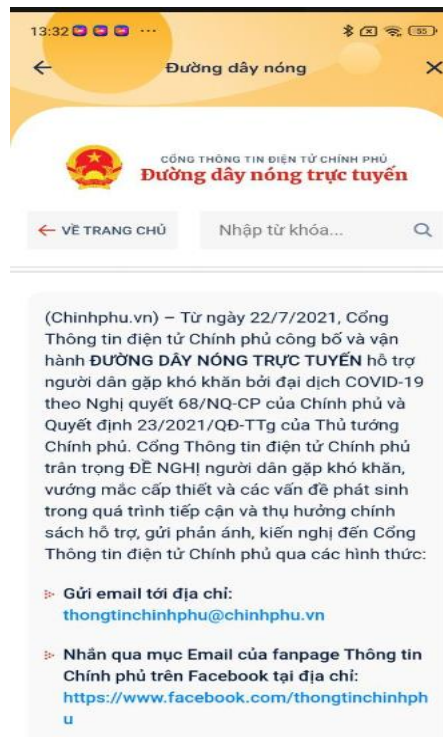 13:32
55
Đường dây nóng
CỔNG THÔNG TIN ĐIỆN TỬ CHÍNH PHỦ
Đường dây nóng trực tuyến
VỀ TRANG CHỦ
Nhập từ khóa...
(Chinhphu.vn) – Từ ngày 22/7/2021, Cổng
Thông tin điện tử Chính phủ công bố và vận
hành ĐƯỜNG DÂY NÓNG TRỰC TUYẾN hỗ trợ
người dân gặp khó khăn bởi đại dịch COVID-19
theo Nghị quyết 68/NQ-CP của Chính phủ và
Quyết định 23/2021/QĐ-TTg của Thủ tướng
Chính phủ. Cổng Thông tin điện tử Chính phủ
trân trọng ĐỀ NGHỊ người dân gặp khó khăn,
vướng mắc cấp thiết và các vấn đề phát sinh
trong quá trình tiếp cận và thụ hưởng chính
sách hỗ trợ, gửi phản ánh, kiến nghị đến Cổng
Thông tin điện tử Chính phủ qua các hình thức:
Gửi email tới địa chỉ:
thongtinchinhphu@chinhphu.vn
Nhắn qua mục Email của fanpage Thông tin
Chính phủ trên Facebook tại địa chỉ:
https://www.facebook.com/thongtinchinhph
u